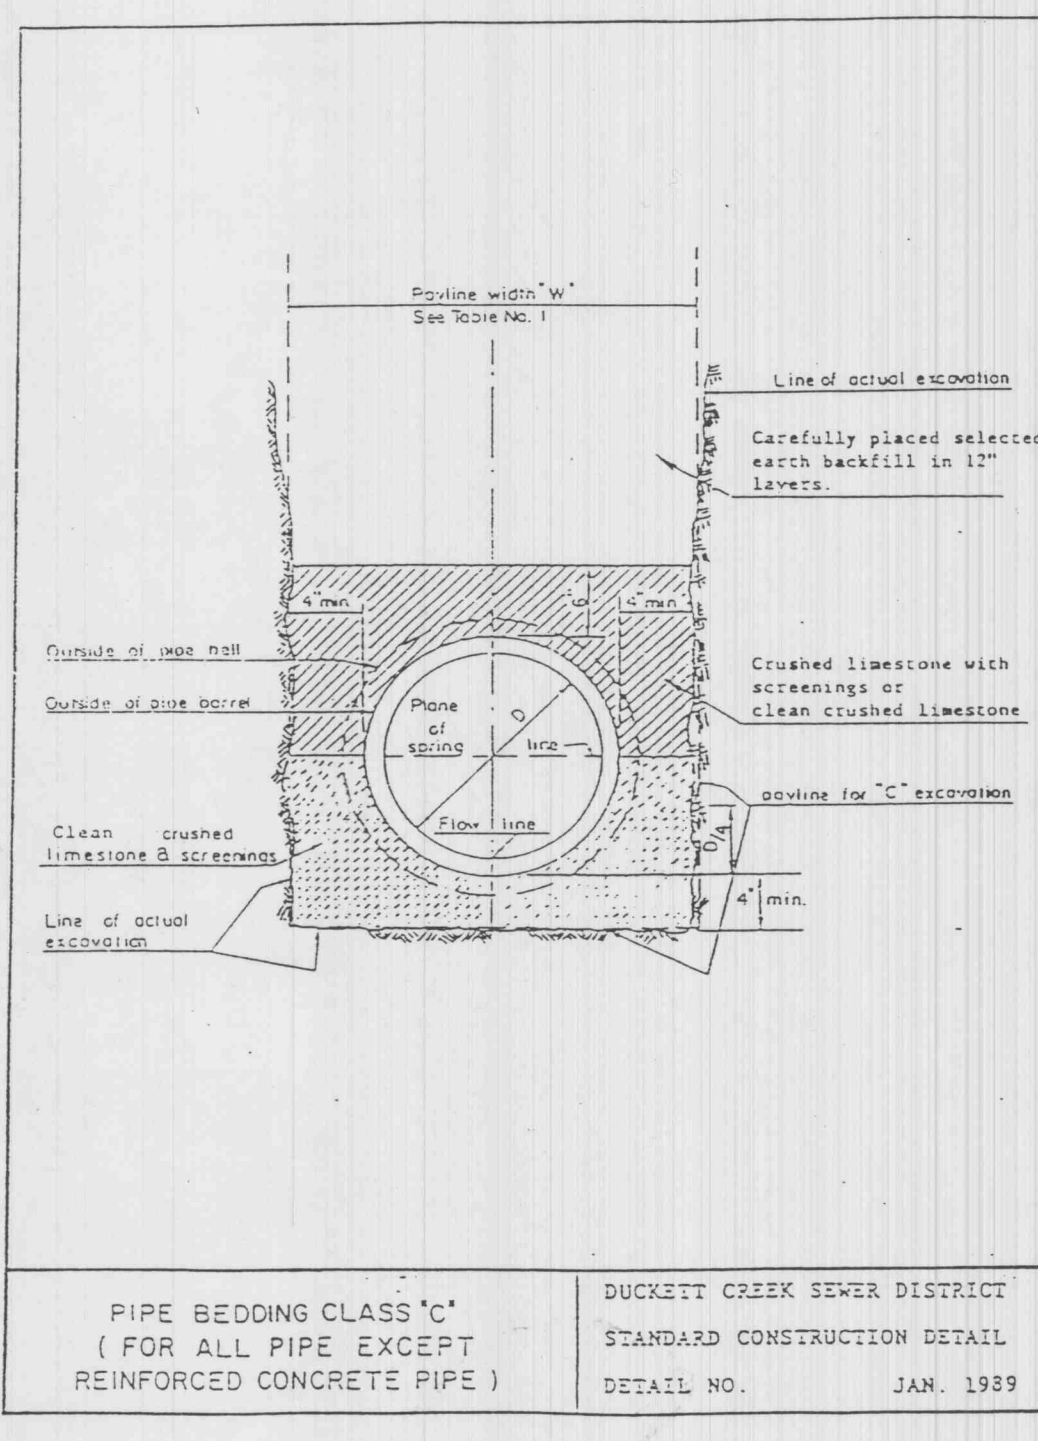 Payline width "W"
See Table No. 1
Line of actual excavation
Carefully placed selected
earth backfill in 12"
layers.
4" min.
6"
4" min.
Outside of pipe bell
Outside of pipe barrel
Crushed limestone with
screenings or
clean crushed limestone
Plane
of
spring line
D
Flow line
payline for "C" excavation
D/4
Clean crushed
limestone & screenings
4" min.
Line of actual
excavation
PIPE BEDDING CLASS "C"
( FOR ALL PIPE EXCEPT
REINFORCED CONCRETE PIPE )
DUCKETT CREEK SEWER DISTRICT
STANDARD CONSTRUCTION DETAIL
DETAIL NO. JAN. 1989